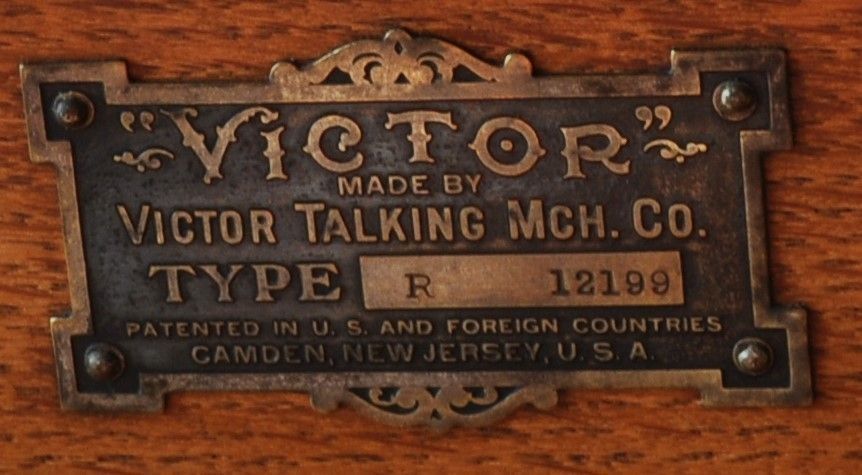 "VICTOR"
MADE BY
VICTOR TALKING MCH. CO.
TYPE R 12199
PATENTED IN U. S. AND FOREIGN COUNTRIES
CAMDEN, NEW JERSEY, U. S. A.